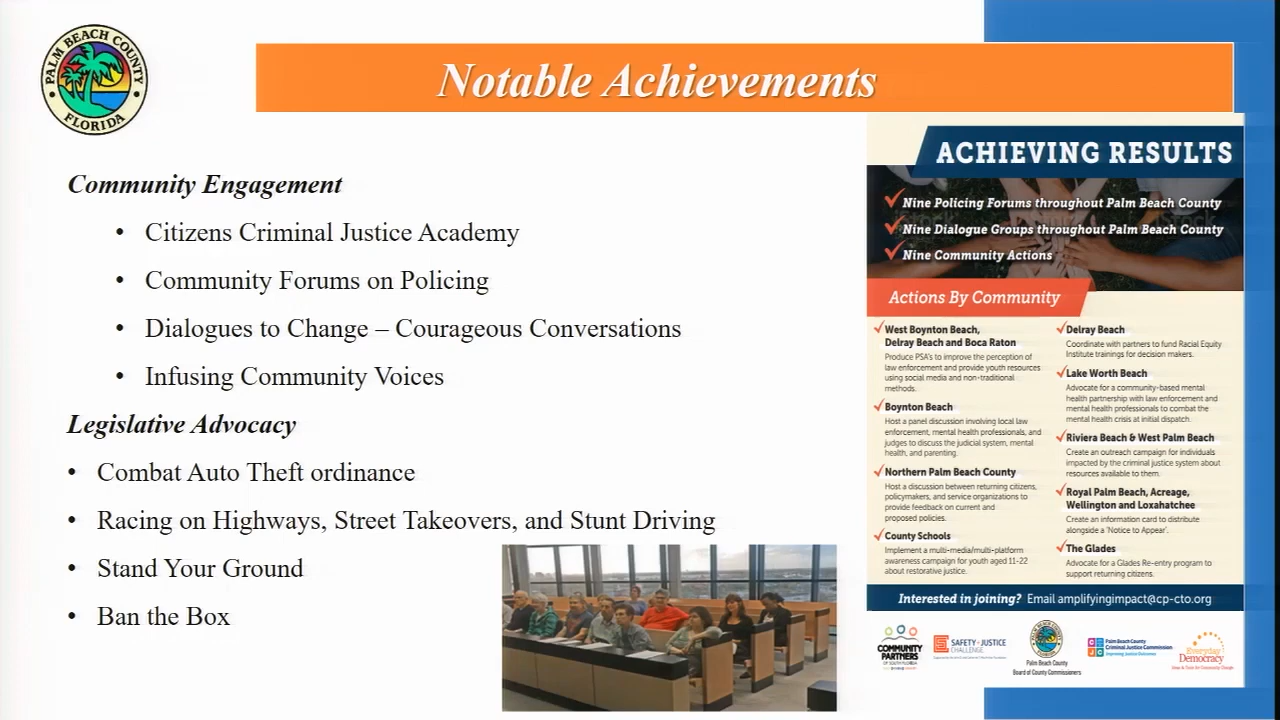 PALM BEACH COUNTY
FLORIDA
Notable Achievements
Community Engagement
• Citizens Criminal Justice Academy
• Community Forums on Policing
• Dialogues to Change – Courageous Conversations
• Infusing Community Voices
Legislative Advocacy
• Combat Auto Theft ordinance
• Racing on Highways, Street Takeovers, and Stunt Driving
• Stand Your Ground
• Ban the Box
ACHIEVING RESULTS
Nine Policing Forums throughout Palm Beach County
Nine Dialogue Groups throughout Palm Beach County
Nine Community Actions
Actions By Community
West Boynton Beach,
Delray Beach and Boca Raton
Produce PSA's to improve the perception of
law enforcement and provide youth resources
using social media and non-traditional
methods.
Boynton Beach
Host a panel discussion involving local law
enforcement, mental health professionals, and
judges to discuss the judicial system, mental
health, and parenting.
Northern Palm Beach County
Host a discussion between returning citizens,
policymakers, and service organizations to
provide feedback on current and
proposed policies.
County Schools
Implement a multi-media/multi-platform
awareness campaign for youth aged 11-22
about restorative justice.
Delray Beach
Coordinate with partners to fund Racial Equity
Institute trainings for decision makers.
Lake Worth Beach
Advocate for a community-based mental
health partnership with law enforcement and
mental health professionals to combat the
mental health crisis at initial dispatch.
Riviera Beach & West Palm Beach
Create an outreach campaign for individuals
impacted by the criminal justice system about
resources available to them.
Royal Palm Beach, Acreage,
Wellington and Loxahatchee
Create an information card to distribute
alongside a 'Notice to Appear'.
The Glades
Advocate for a Glades Re-entry program to
support returning citizens.
Interested in joining? Email amplifyingimpact@cp-cto.org
COMMUNITY
PARTNERS
OF SOUTH FLORIDA
SAFETY+JUSTICE
CHALLENGE
Palm Beach County
Board of County Commissioners
CJC
Palm Beach County
Criminal Justice Commission
Improving Justice Outcomes
Everyday
Democracy